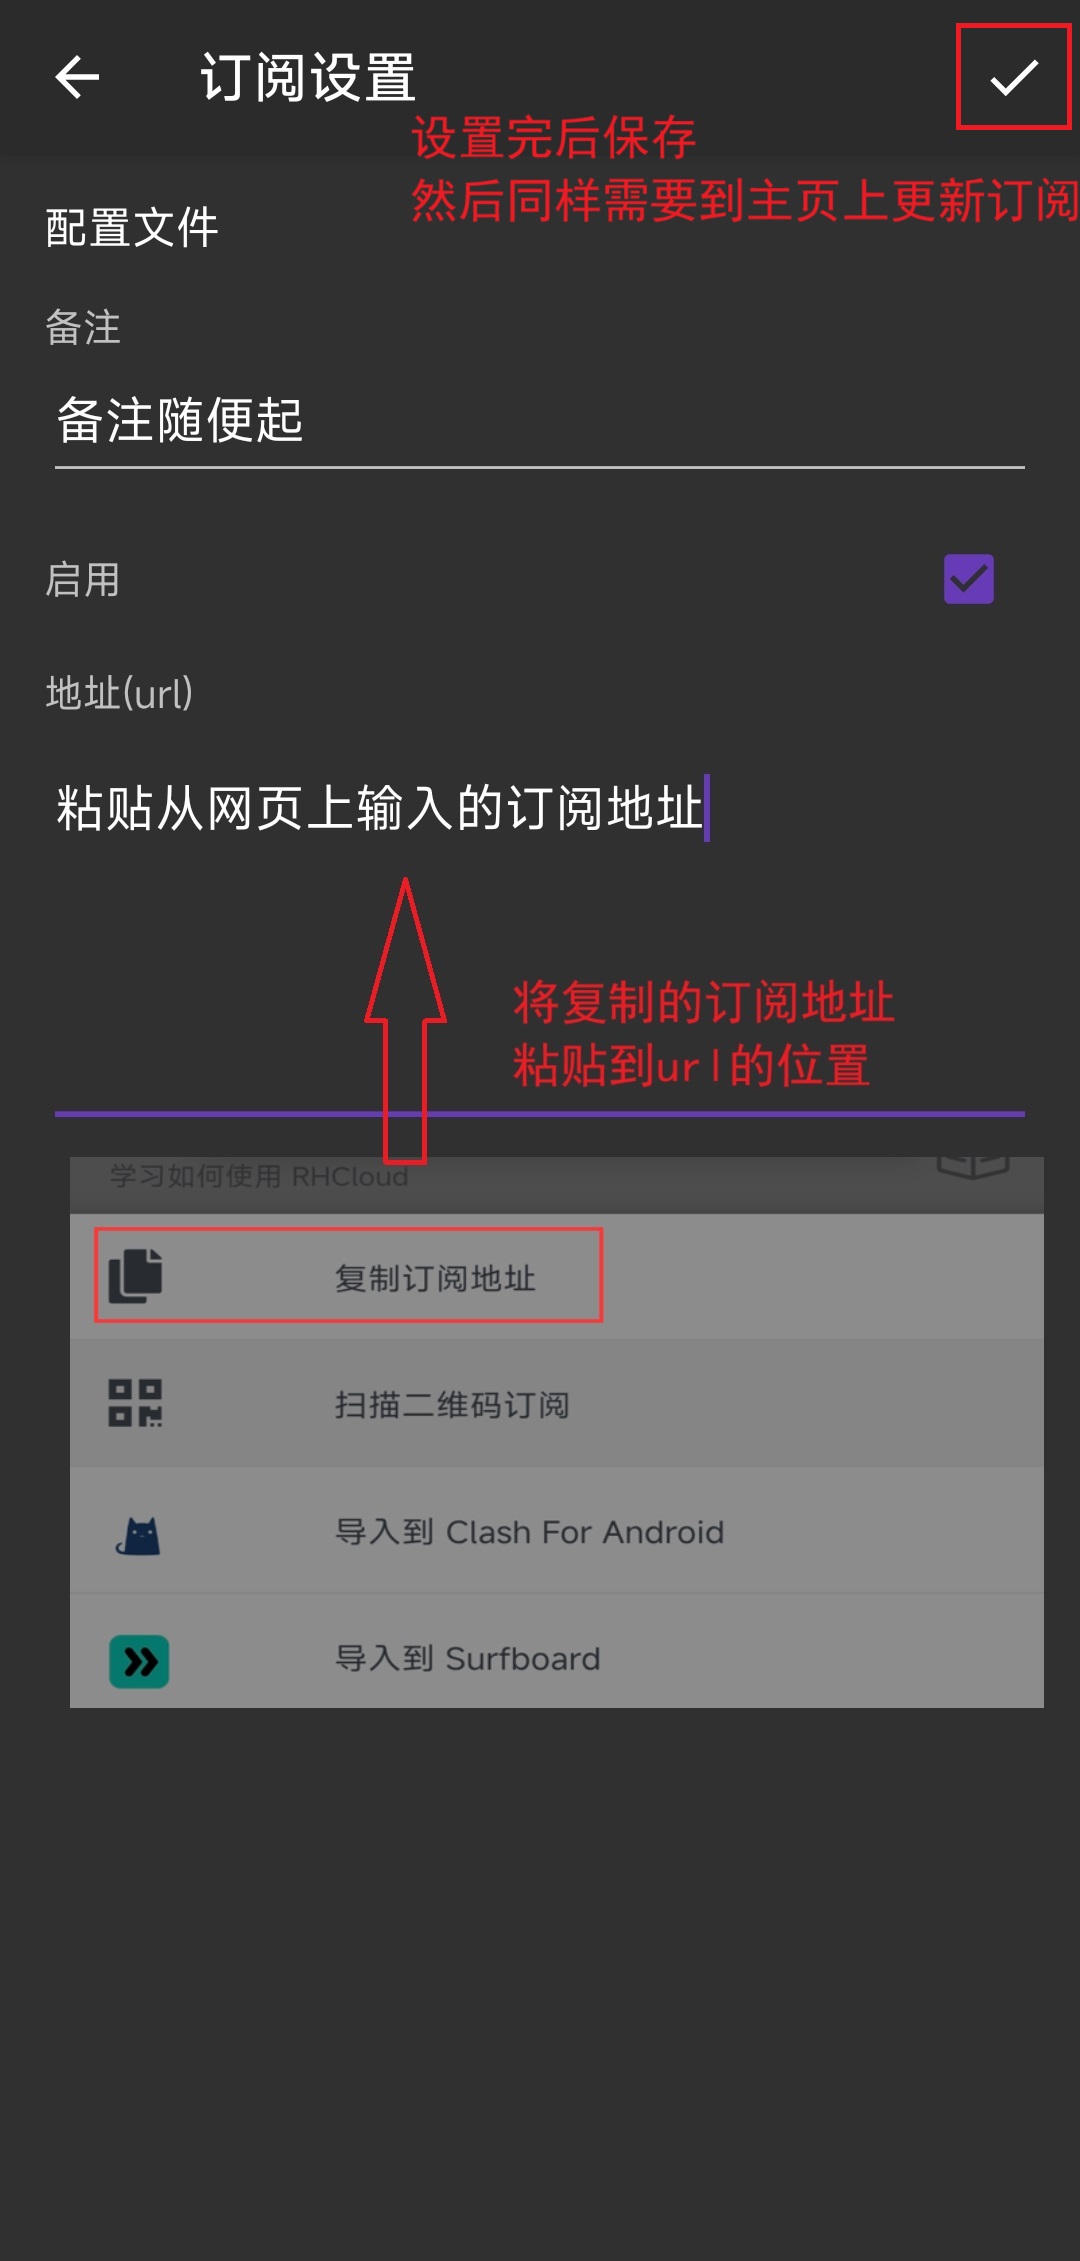 订阅设置
设置完后保存
然后同样需要到主页上更新订阅
配置文件
备注
备注随便起
启用
地址(url)
粘贴从网页上输入的订阅地址
将复制的订阅地址
粘贴到url的位置
学习如何使用 RHCloud
复制订阅地址
扫描二维码订阅
导入到 Clash For Android
导入到 Surfboard